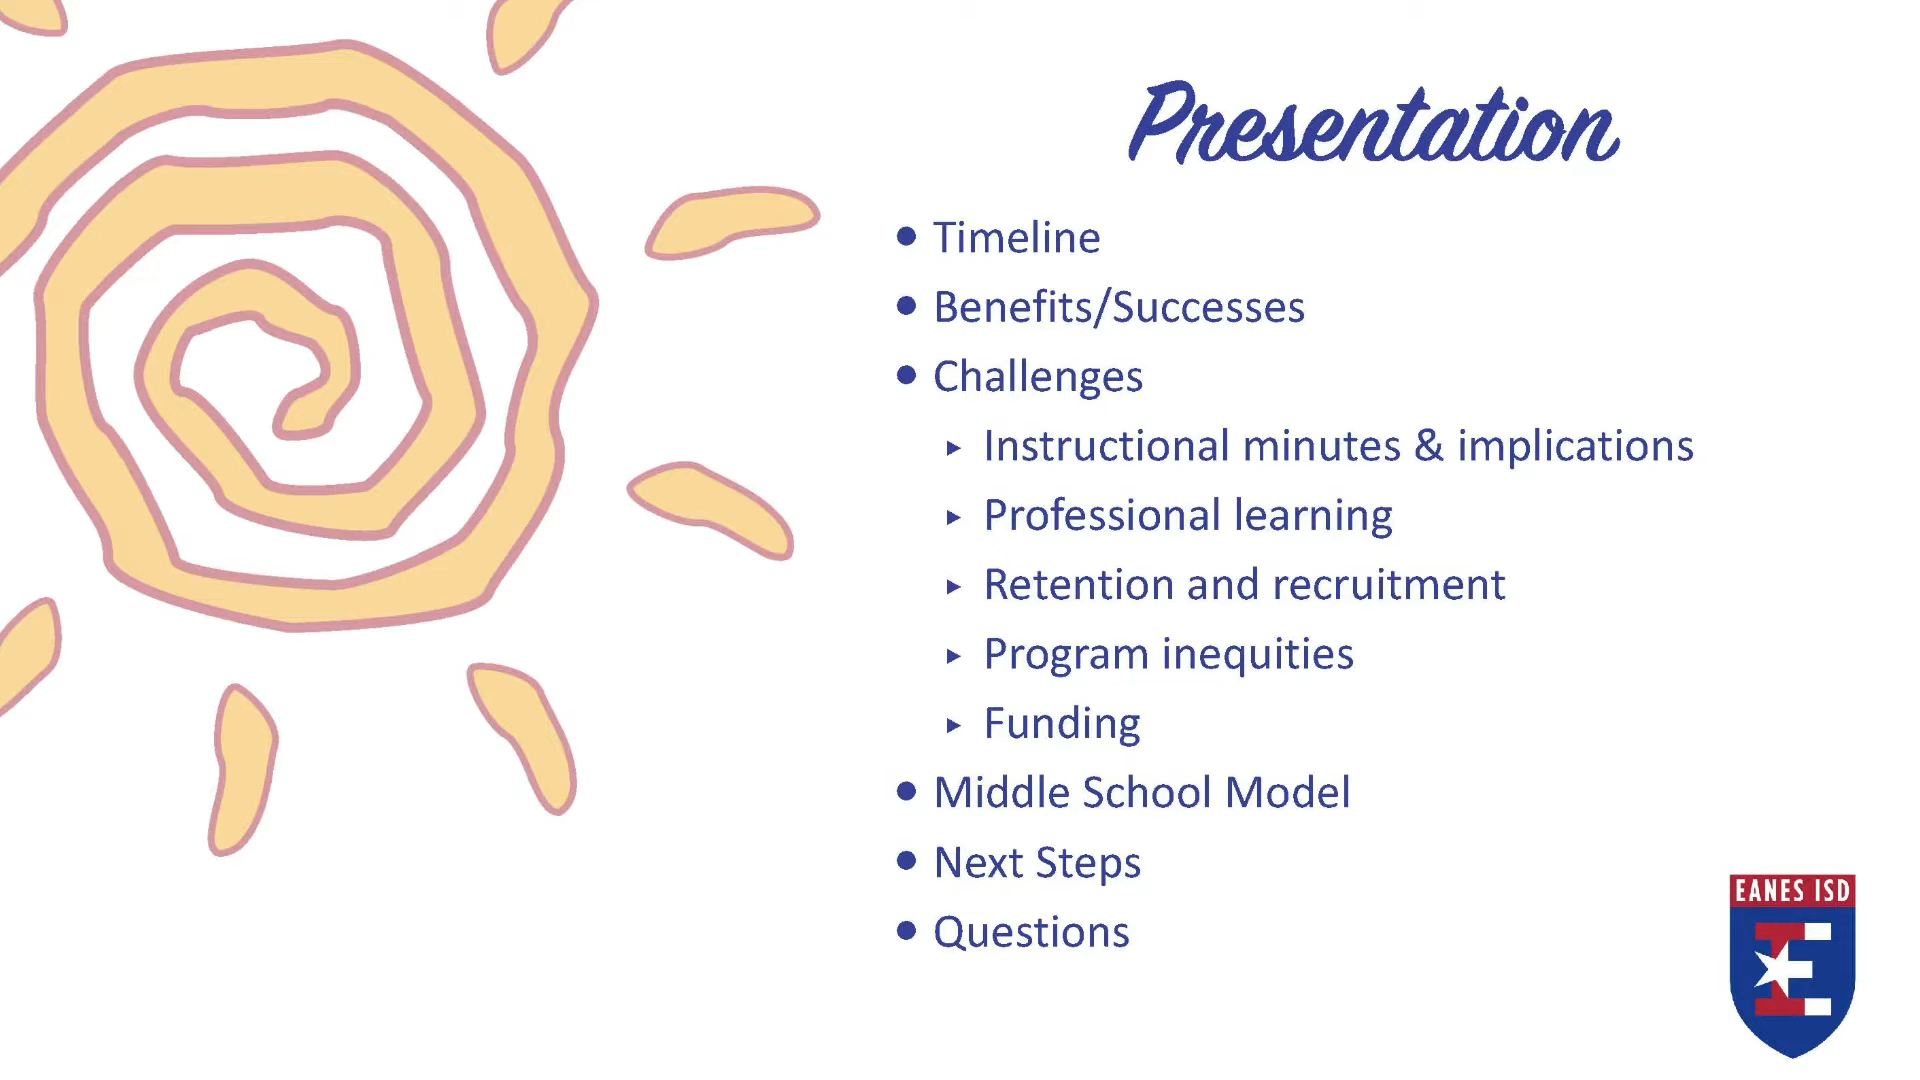 Presentation
• Timeline
• Benefits/Successes
• Challenges
▸ Instructional minutes & implications
▸ Professional learning
▸ Retention and recruitment
▸ Program inequities
▸ Funding
• Middle School Model
• Next Steps
• Questions
EANES ISD
E